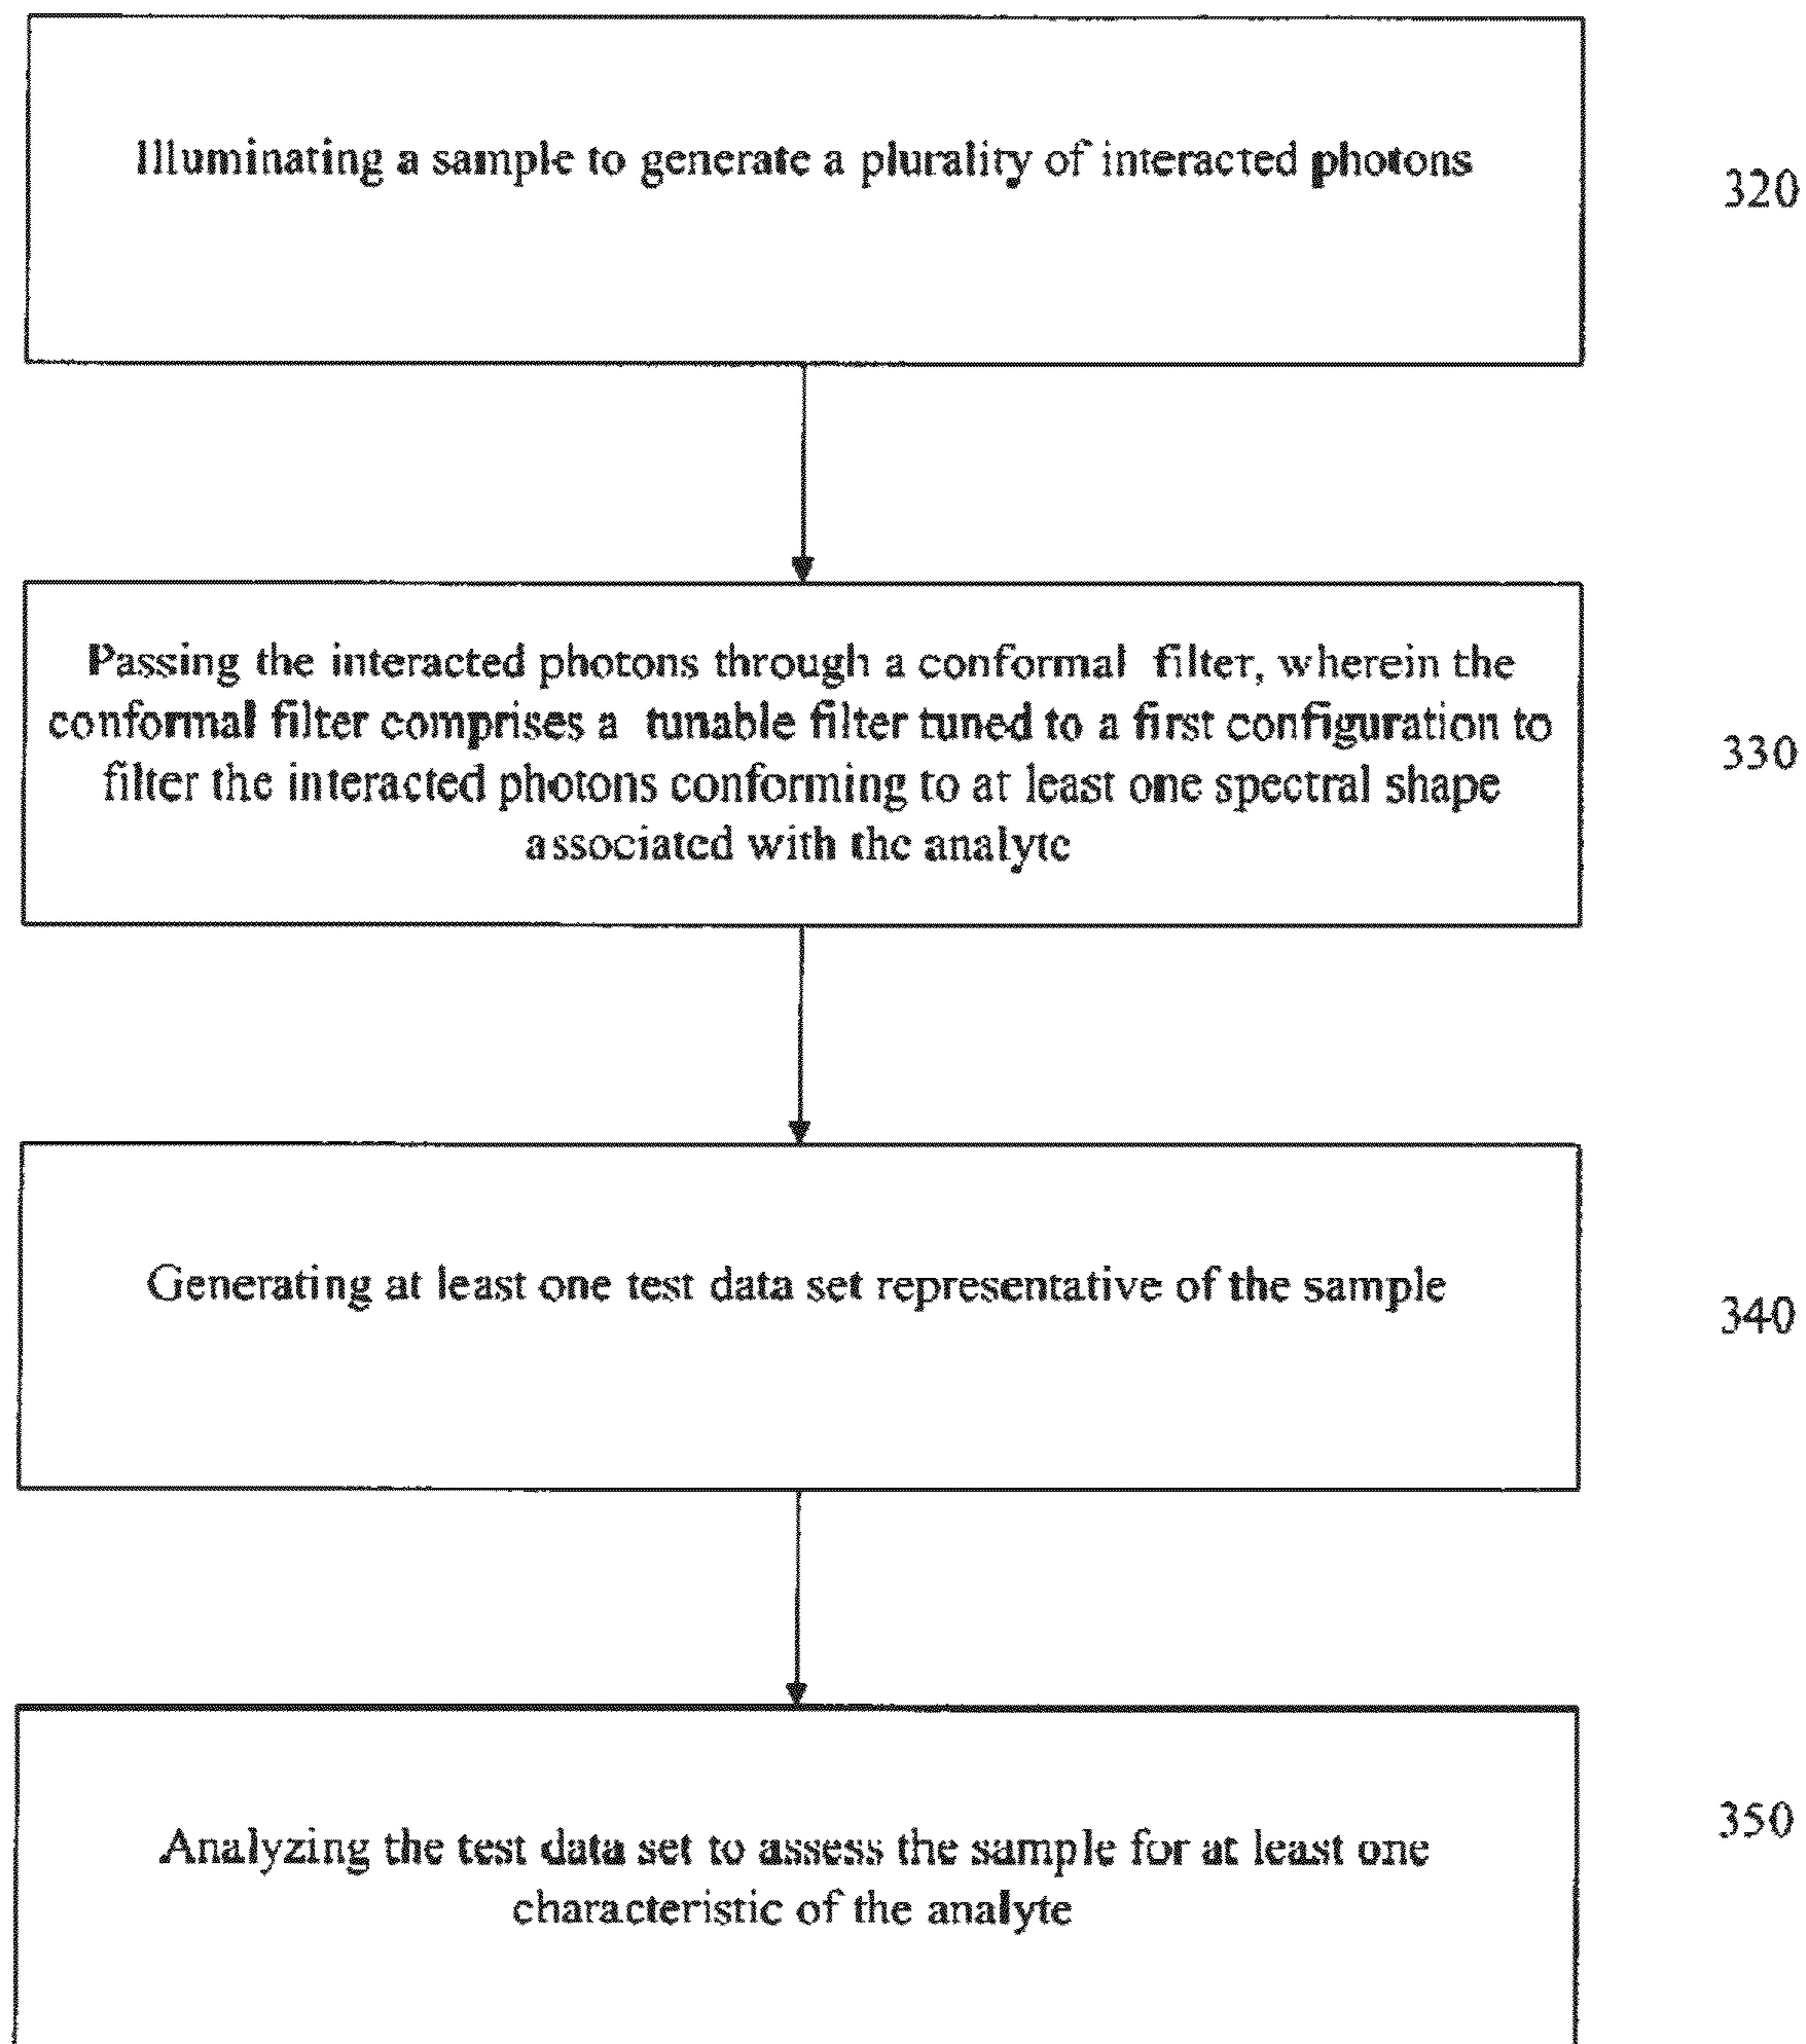 Illuminating a sample to generate a plurality of interacted photons
320
Passing the interacted photons through a conformal filter, wherein the
conformal filter comprises a tunable filter tuned to a first configuration to
filter the interacted photons conforming to at least one spectral shape
associated with the analyte
330
Generating at least one test data set representative of the sample
340
Analyzing the test data set to assess the sample for at least one
characteristic of the analyte
350